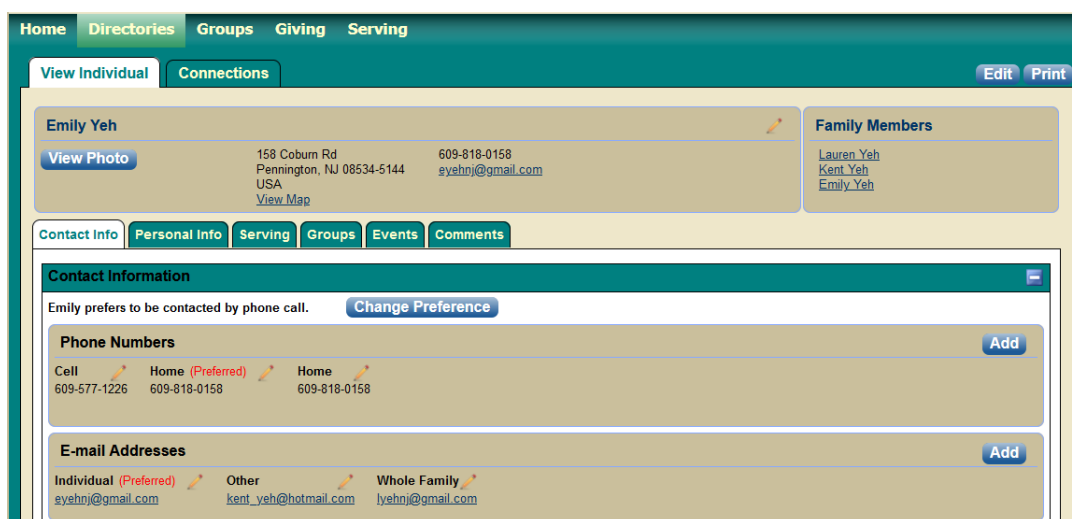 Home Directories Groups Giving Serving
View Individual Connections Edit Print
Emily Yeh
View Photo
158 Coburn Rd
Pennington, NJ 08534-5144
USA
View Map
609-818-0158
eyehnj@gmail.com
Family Members
Lauren Yeh
Kent Yeh
Emily Yeh
Contact Info Personal Info Serving Groups Events Comments
Contact Information
Emily prefers to be contacted by phone call. Change Preference
Phone Numbers Add
Cell Home (Preferred) Home
609-577-1226 609-818-0158 609-818-0158
E-mail Addresses Add
Individual (Preferred) Other Whole Family
eyehnj@gmail.com kent_yeh@hotmail.com lyehnj@gmail.com